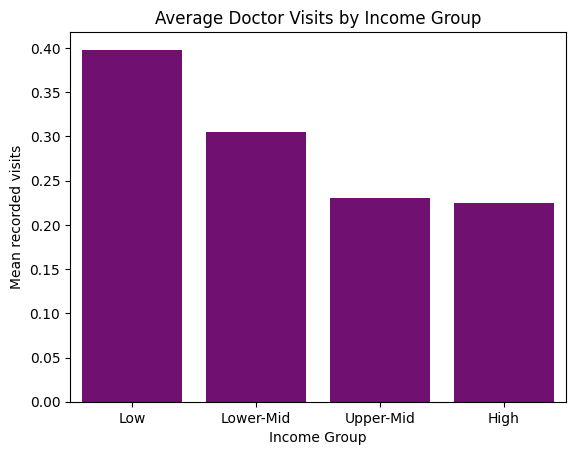 Average Doctor Visits by Income Group
Mean recorded visits
0.40
0.35
0.30
0.25
0.20
0.15
0.10
0.05
0.00
Low
Lower-Mid
Upper-Mid
High
Income Group